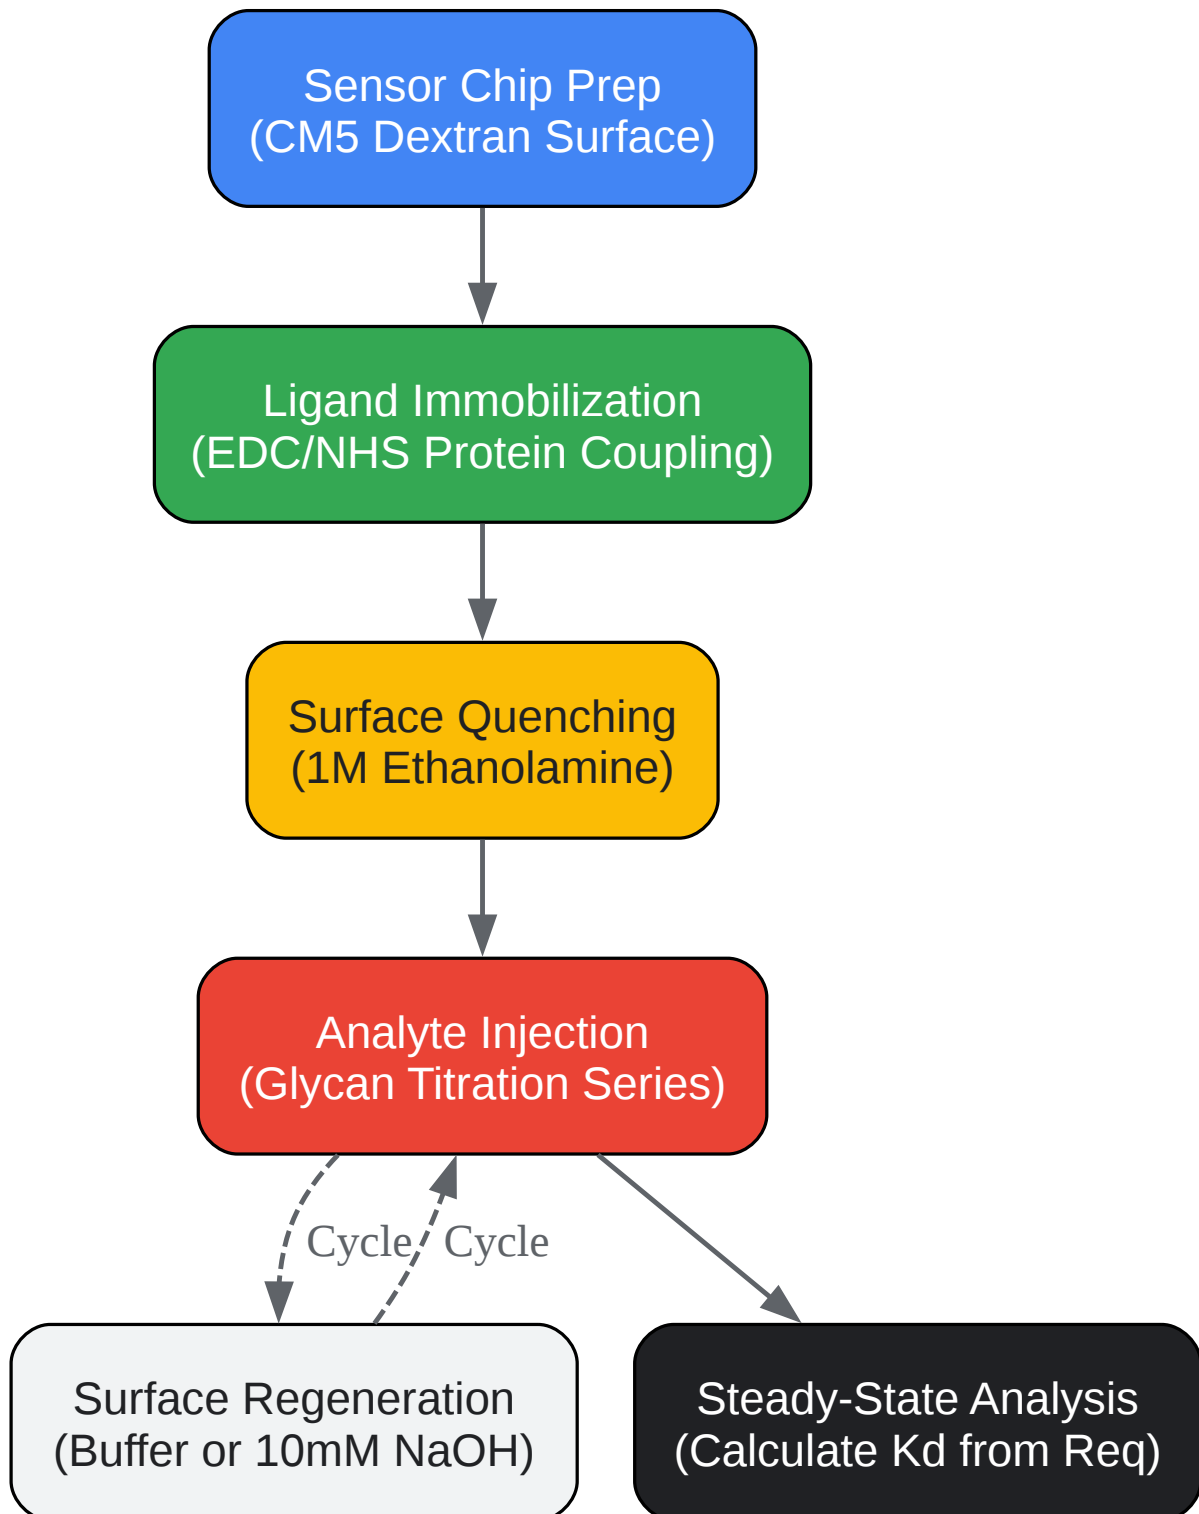 Sensor Chip Prep
(CM5 Dextran Surface)
Ligand Immobilization
(EDC/NHS Protein Coupling)
Surface Quenching
(1M Ethanolamine)
Analyte Injection
(Glycan Titration Series)
Cycle
Cycle
Surface Regeneration
(Buffer or 10mM NaOH)
Steady-State Analysis
(Calculate Kd from Req)